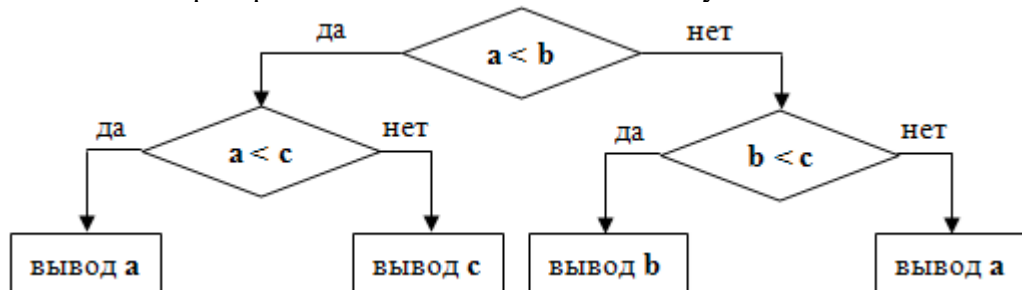 да
a < b
нет
да
a < c
нет
да
b < c
нет
вывод a
вывод c
вывод b
вывод a